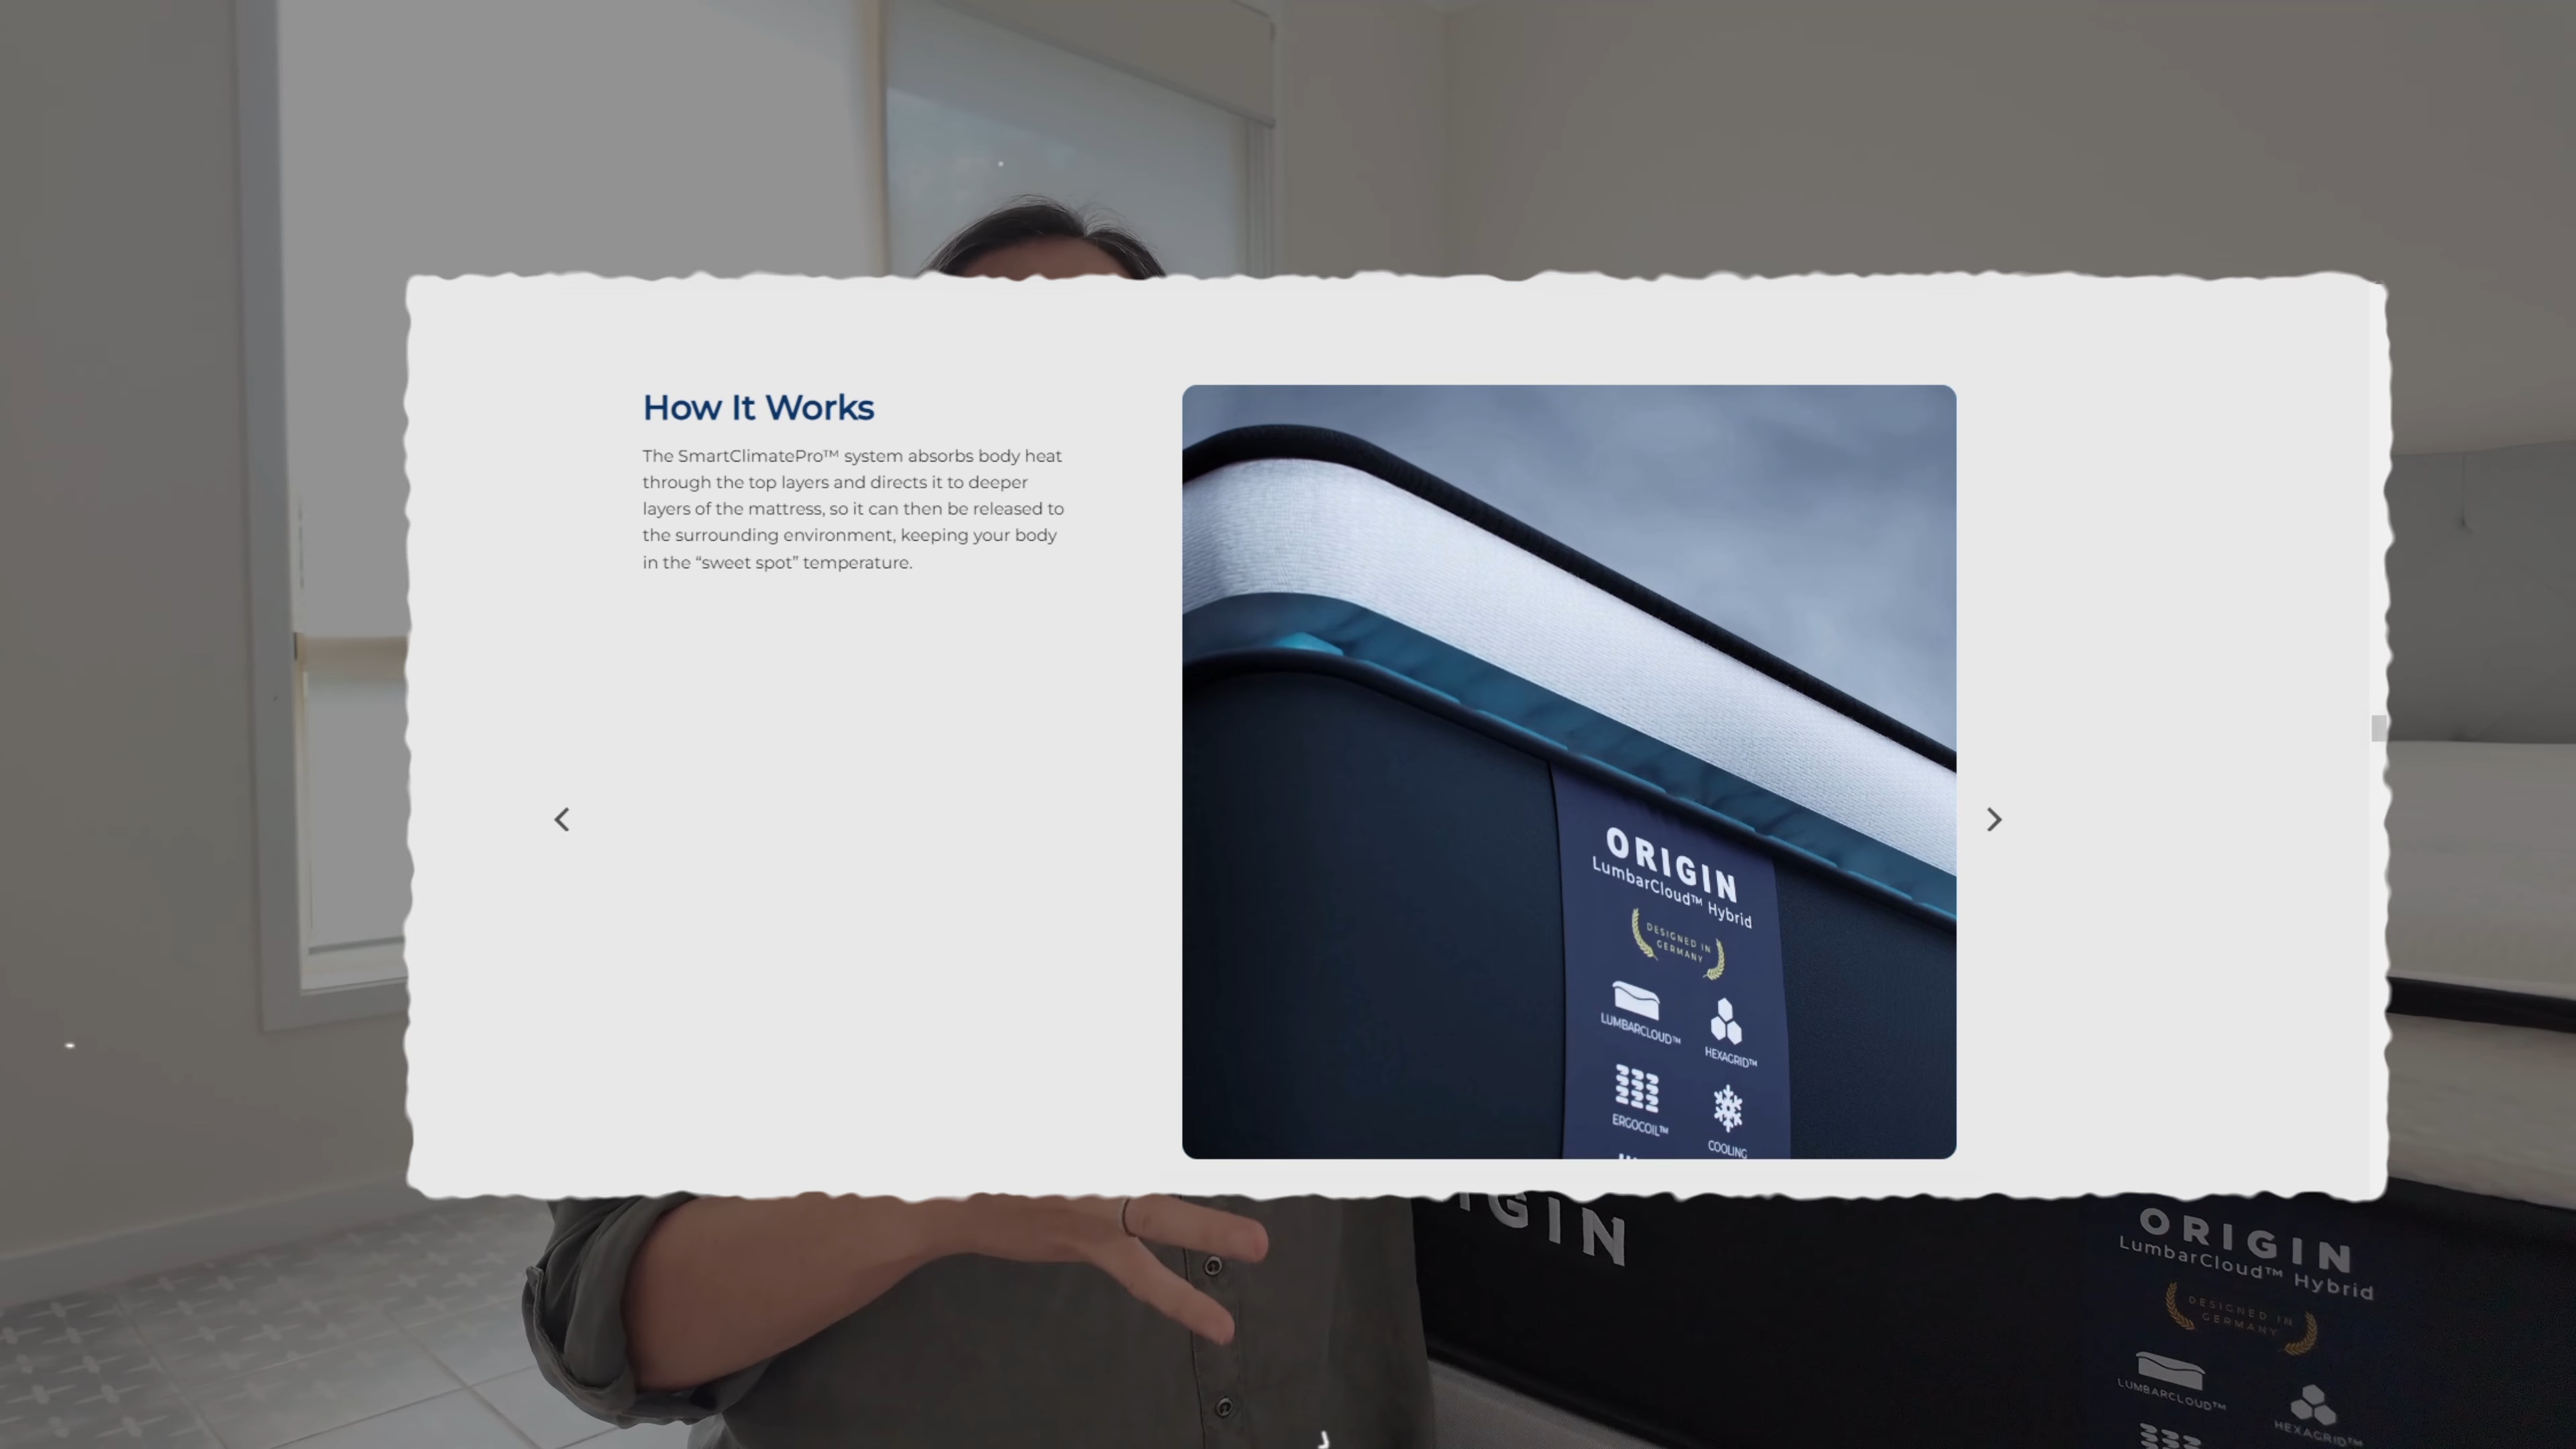 How It Works
The SmartClimatePro™ system absorbs body heat
through the top layers and directs it to deeper
layers of the mattress, so it can then be released to
the surrounding environment, keeping your body
in the “sweet spot” temperature.
ORIGIN
LumbarCloud™ Hybrid
DESIGNED IN
GERMANY
LUMBARCLOUD™
HEXAGRID™
ERGOCOIL™
COOLING
IGIN
ORIGIN
LumbarCloud™ Hybrid
DESIGNED IN
GERMANY
LUMBARCLOUD™
HEXAGRID™